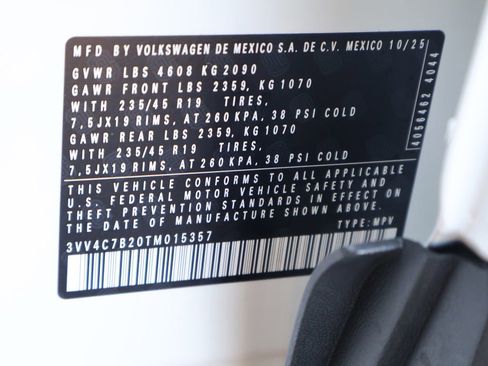 MFD BY VOLKSWAGEN DE MEXICO S.A. DE C.V. MEXICO 10/25
GVWR LBS 4608 KG 2090
GAWR FRONT LBS 2359, KG 1070
WITH 235/45 R19 TIRES,
7,5JX19 RIMS, AT 260 KPA, 38 PSI COLD
GAWR REAR LBS 2359, KG 1070
WITH 235/45 R19 TIRES,
7,5JX19 RIMS, AT 260 KPA, 38 PSI COLD
THIS VEHICLE CONFORMS TO ALL APPLICABLE
U.S. FEDERAL MOTOR VEHICLE SAFETY AND
THEFT PREVENTION STANDARDS IN EFFECT ON
THE DATE OF MANUFACTURE SHOWN ABOVE.
3VV4C7B20TM015357 TYPE: MPV
4056462 4044